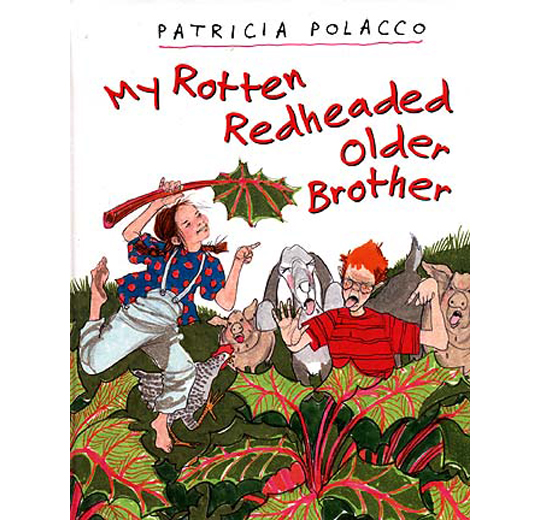 PATRICIA POLACCO
My Rotten
Redheaded
Older
Brother